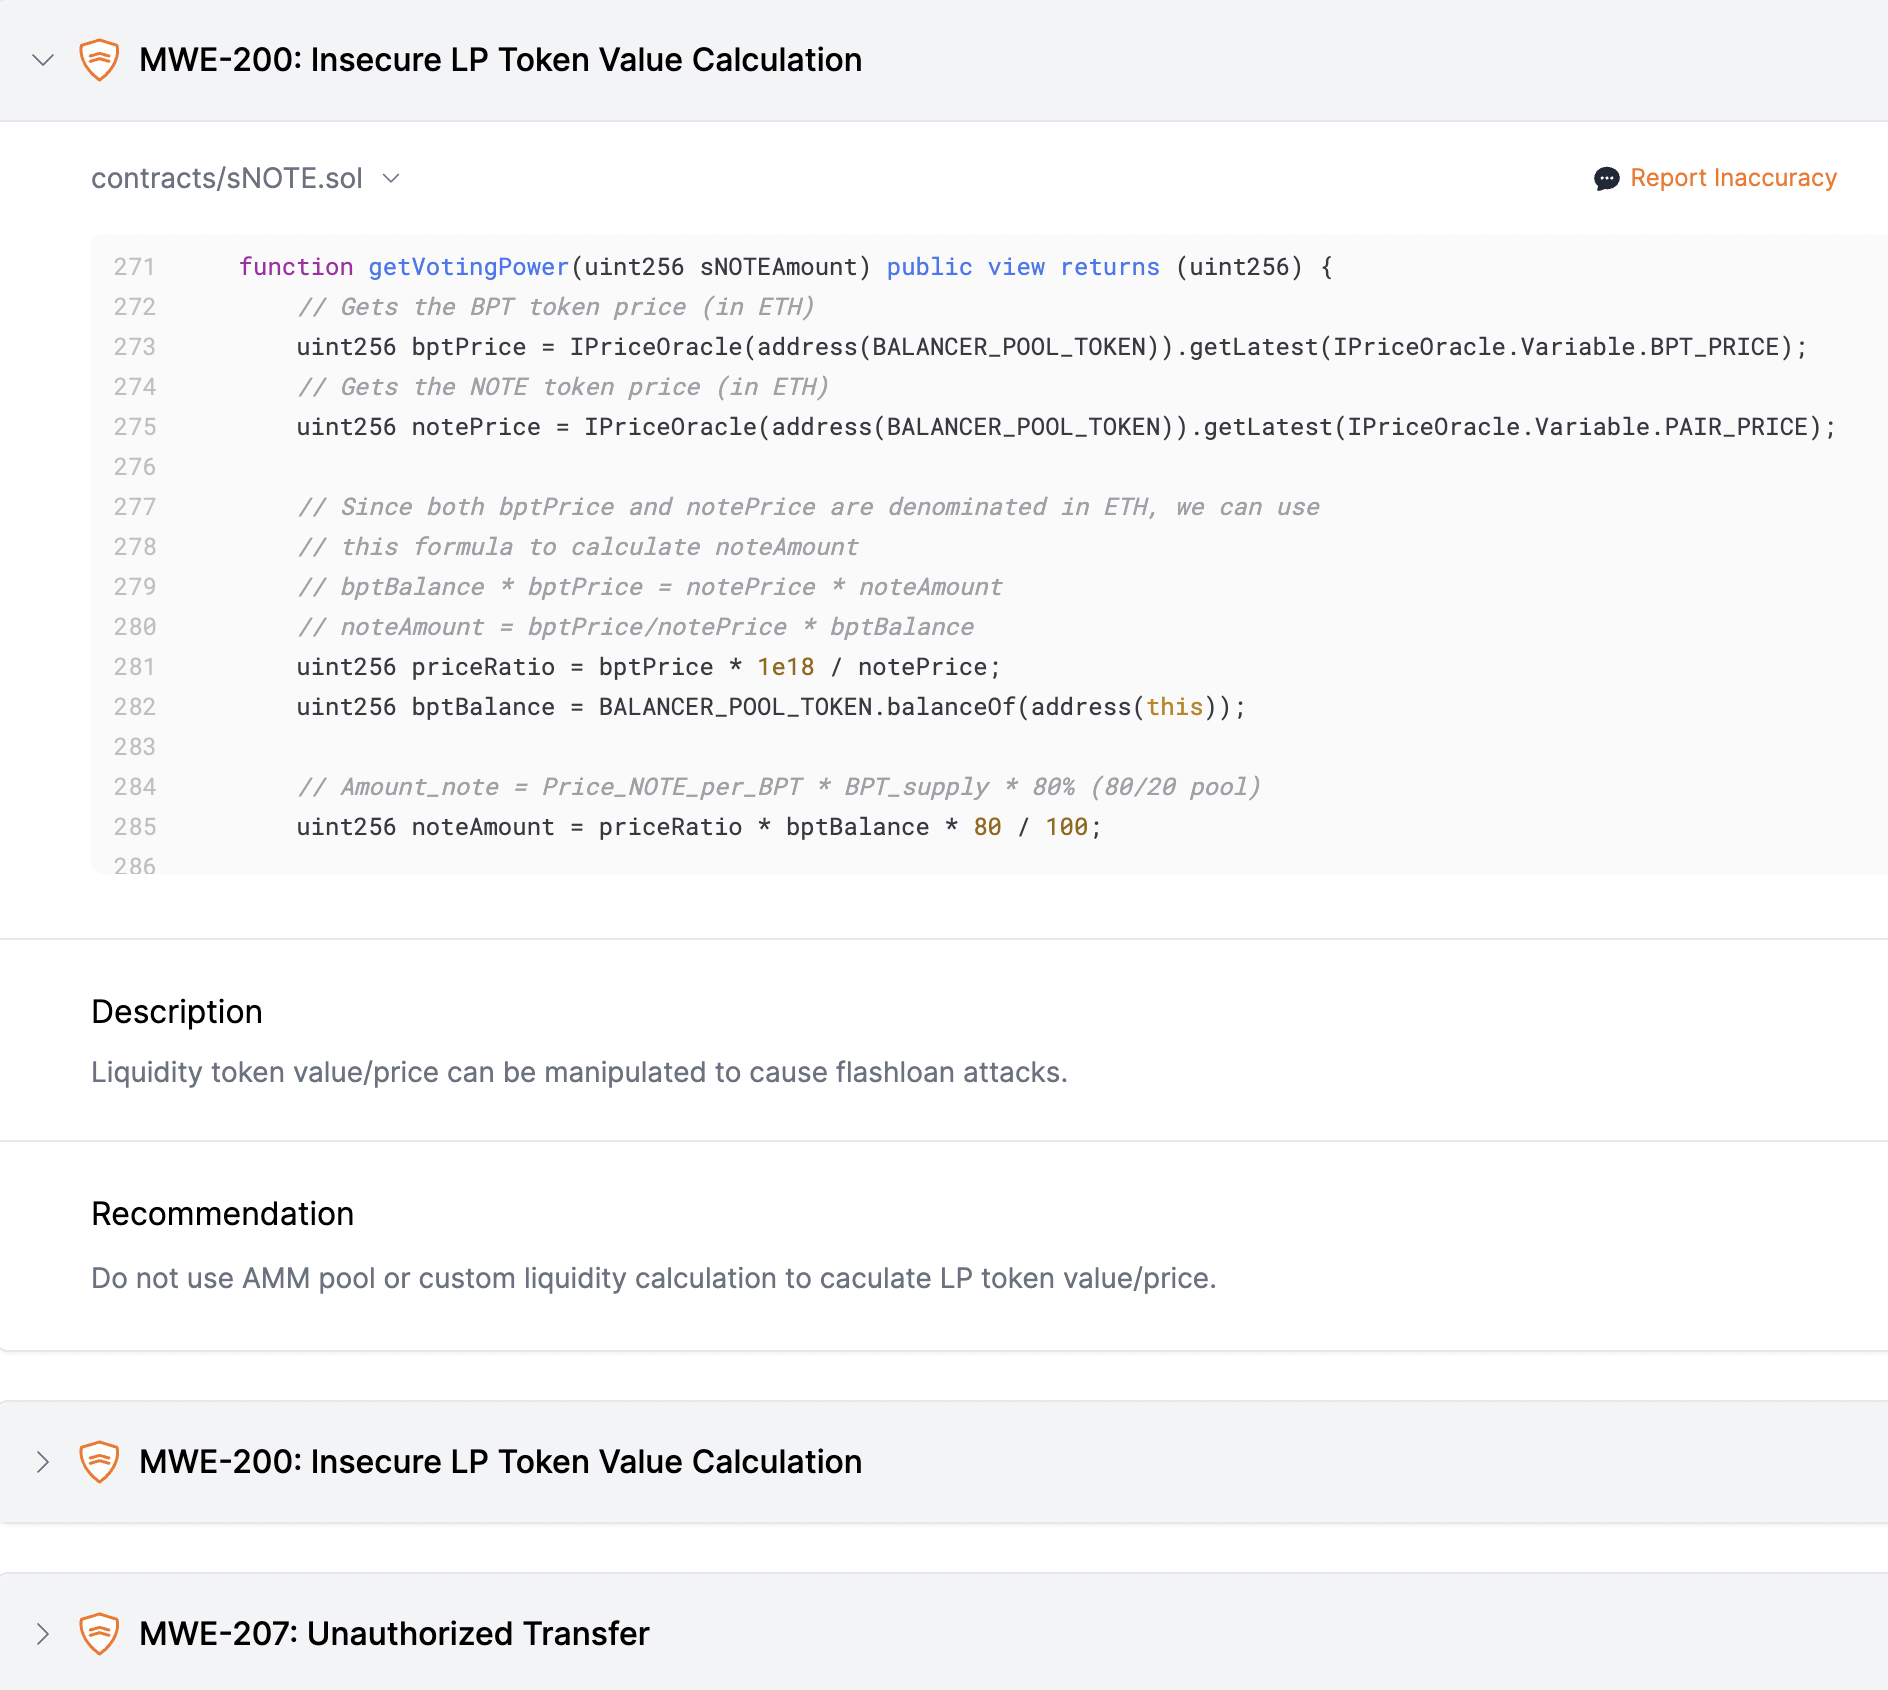 MWE-200: Insecure LP Token Value Calculation
contracts/sNOTE.sol
Report Inaccuracy
271 function getVotingPower(uint256 sNOTEAmount) public view returns (uint256) {
272 // Gets the BPT token price (in ETH)
273 uint256 bptPrice = IPriceOracle(address(BALANCER_POOL_TOKEN)).getLatest(IPriceOracle.Variable.BPT_PRICE);
274 // Gets the NOTE token price (in ETH)
275 uint256 notePrice = IPriceOracle(address(BALANCER_POOL_TOKEN)).getLatest(IPriceOracle.Variable.PAIR_PRICE);
276
277 // Since both bptPrice and notePrice are denominated in ETH, we can use
278 // this formula to calculate noteAmount
279 // bptBalance * bptPrice = notePrice * noteAmount
280 // noteAmount = bptPrice/notePrice * bptBalance
281 uint256 priceRatio = bptPrice * 1e18 / notePrice;
282 uint256 bptBalance = BALANCER_POOL_TOKEN.balanceOf(address(this));
283
284 // Amount_note = Price_NOTE_per_BPT * BPT_supply * 80% (80/20 pool)
285 uint256 noteAmount = priceRatio * bptBalance * 80 / 100;
286
Description
Liquidity token value/price can be manipulated to cause flashloan attacks.
Recommendation
Do not use AMM pool or custom liquidity calculation to caculate LP token value/price.
MWE-200: Insecure LP Token Value Calculation
MWE-207: Unauthorized Transfer